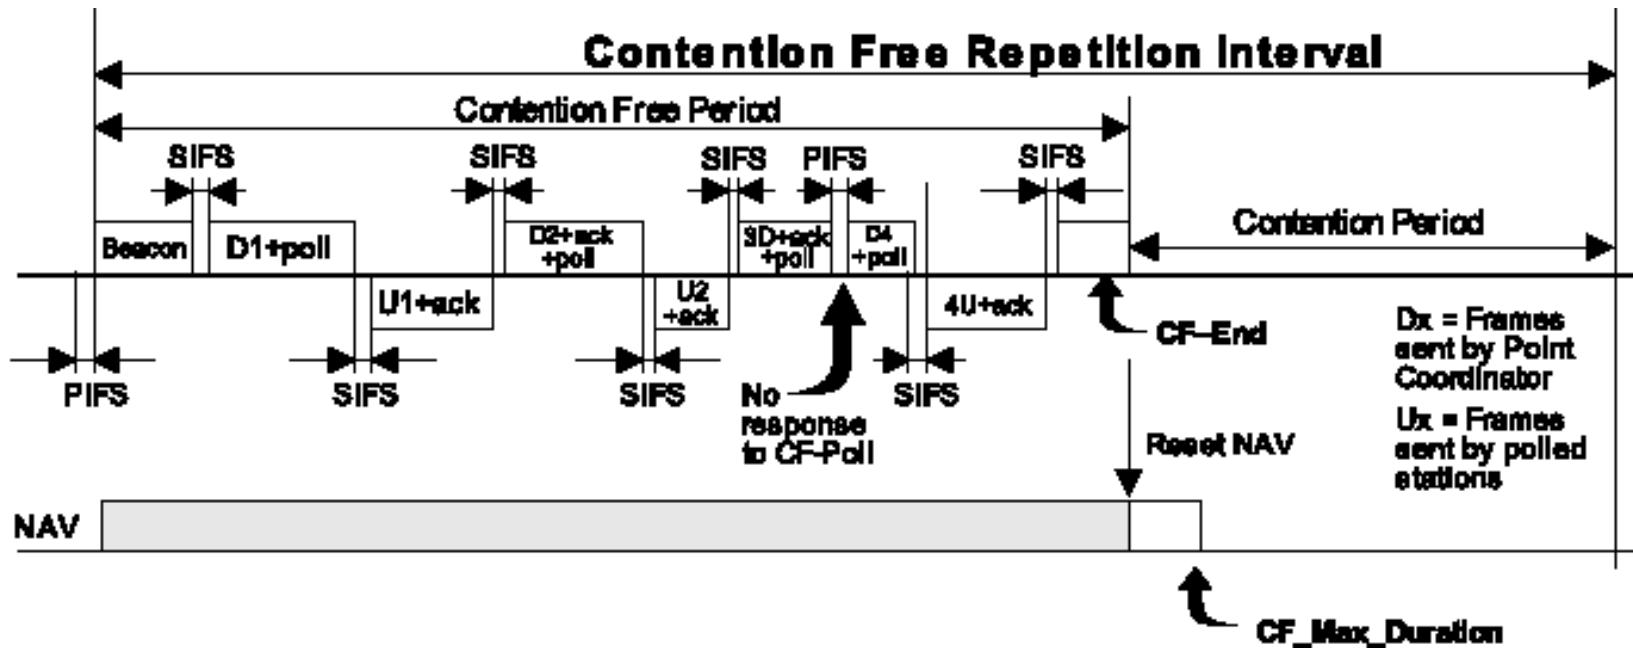 Contention Free Repetition Interval
Contention Free Period
SIFS
SIFS
SIFS
PIFS
SIFS
Contention Period
Beacon
D1+poll
D2+ack
+poll
3D+ack
+poll
D4
+poll
U1+ack
U2
+ack
4U+ack
CF-End
PIFS
SIFS
SIFS
SIFS
No
response
to CF-Poll
Dx = Frames
sent by Point
Coordinator
Ux = Frames
sent by polled
stations
Reset NAV
NAV
CF_Max_Duration